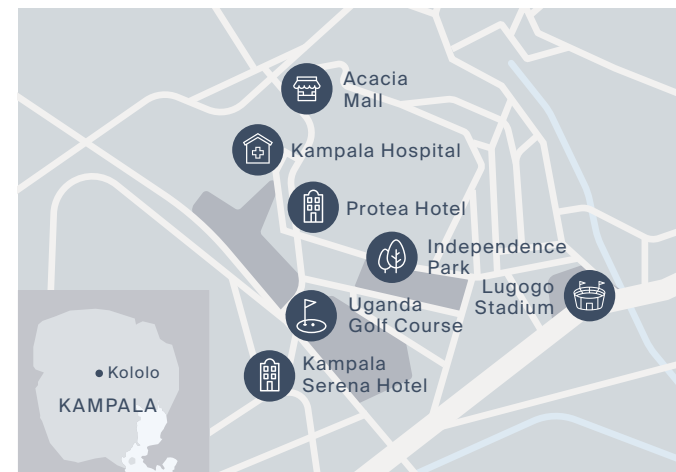 Acacia
Mall
Kampala Hospital
Protea Hotel
Independence
Park
Lugogo
Stadium
Uganda
Golf Course
Kampala
Serena Hotel
Kololo
KAMPALA